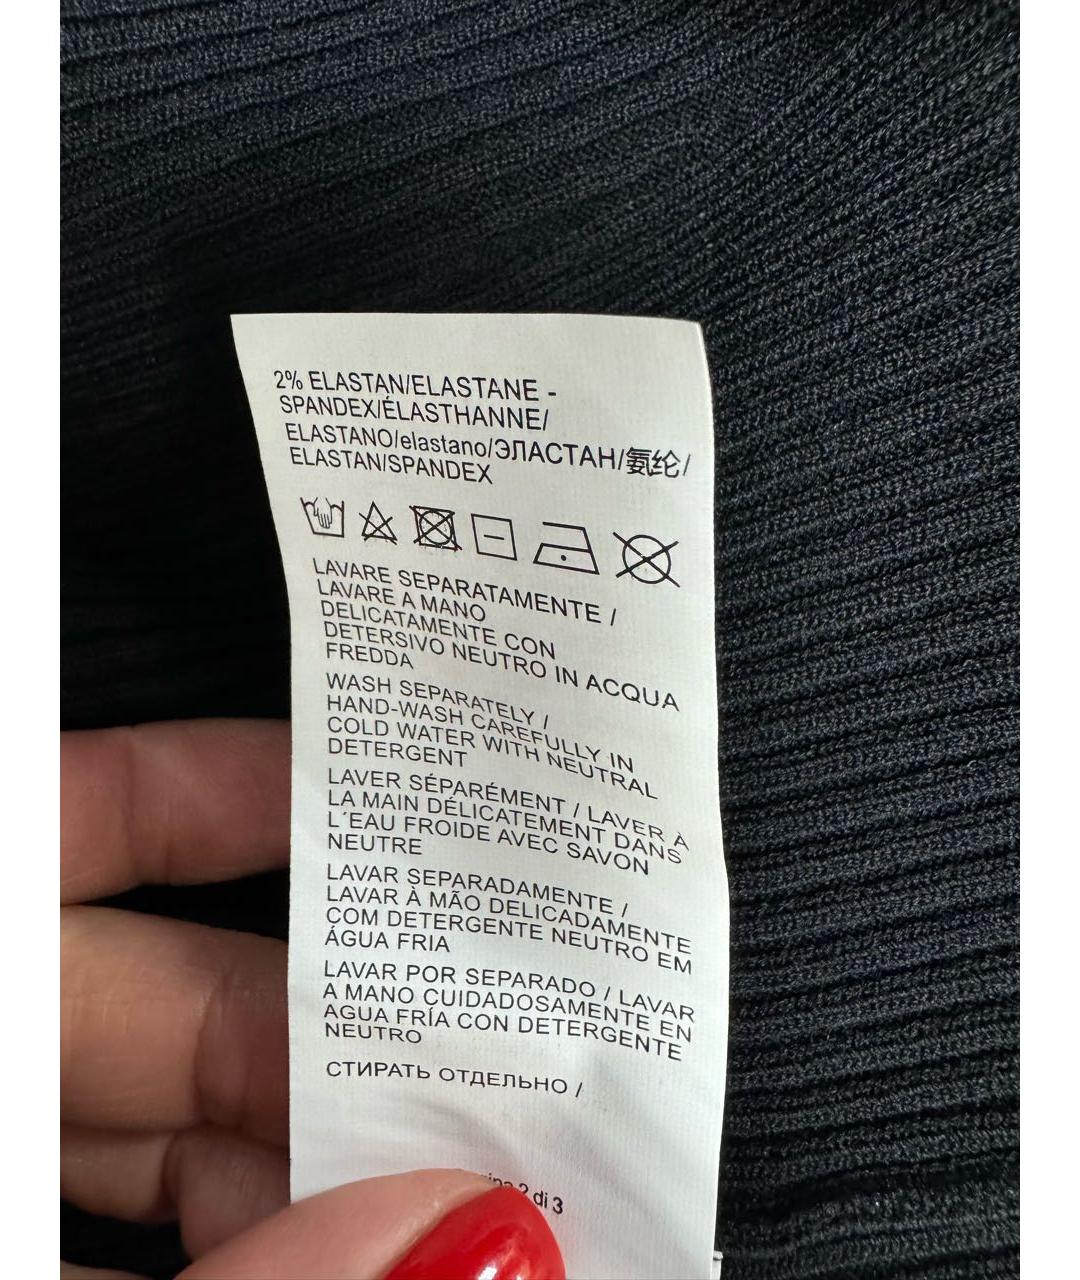 2% ELASTAN/ELASTANE -
SPANDEX/ÉLASTHANNE/
ELASTANO/elastano/ЭЛАСТАН/氨纶/
ELASTAN/SPANDEX
LAVARE SEPARATAMENTE /
LAVARE A MANO
DELICATAMENTE CON
DETERSIVO NEUTRO IN ACQUA
FREDDA
WASH SEPARATELY /
HAND-WASH CAREFULLY IN
COLD WATER WITH NEUTRAL
DETERGENT
LAVER SÉPARÉMENT / LAVER À
LA MAIN DÉLICATEMENT DANS
L´EAU FROIDE AVEC SAVON
NEUTRE
LAVAR SEPARADAMENTE /
LAVAR À MÃO DELICADAMENTE
COM DETERGENTE NEUTRO EM
ÁGUA FRIA
LAVAR POR SEPARADO / LAVAR
A MANO CUIDADOSAMENTE EN
AGUA FRÍA CON DETERGENTE
NEUTRO
СТИРАТЬ ОТДЕЛЬНО /
2 di 3